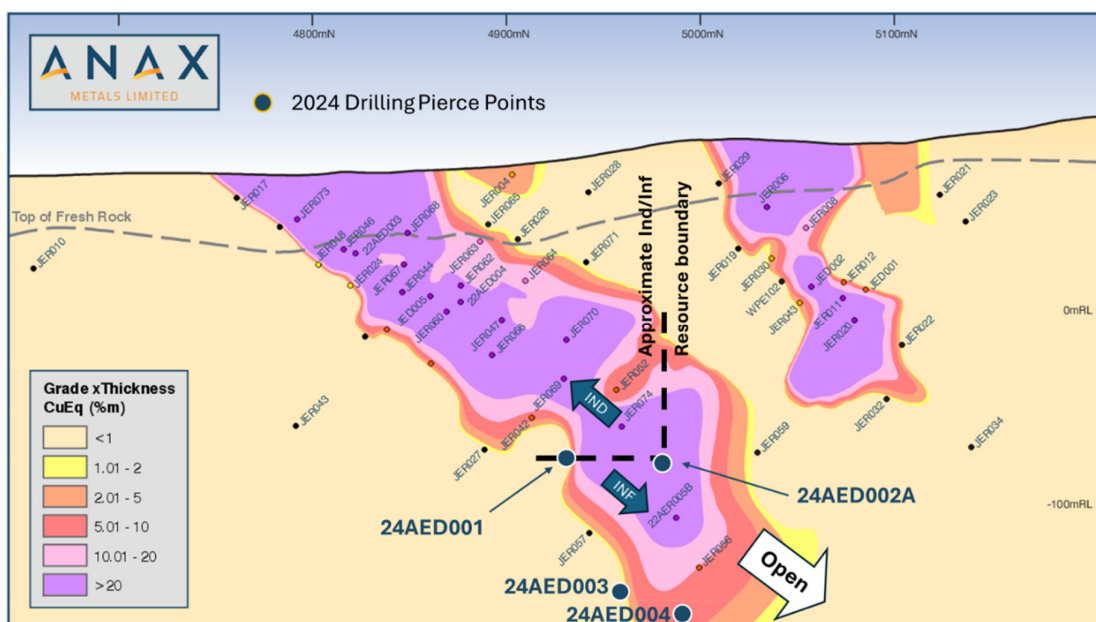 4800mN
4900mN
5000mN
5100mN
ANAX
METALS LIMITED
2024 Drilling Pierce Points
JER017
JER073
JER004
JER028
JER029
JER006
JER021
JER023
JER065
JER026
JER068
JER008
Top of Fresh Rock
JER010
JER048
JER046
22AED003
JER063
JER071
JER019
JER024
JER067
JER044
JER062
22AED004
JER064
JER030
WPE102
JED002
JER012
JED001
JED005
JER060
JER047
JER066
JER070
JER043
JER011
JER020
JER022
0mRL
Approximate Ind/Inf
Resource boundary
Grade xThickness
CuEq (%m)
<1
1.01 - 2
2.01 - 5
5.01 - 10
10.01 - 20
>20
JER043
JER052
JER069
IND
JER074
JER042
JER027
JER059
JER032
JER034
INF
22AER005B
24AED001
24AED002A
-100mRL
JER057
JER056
Open
24AED003
24AED004